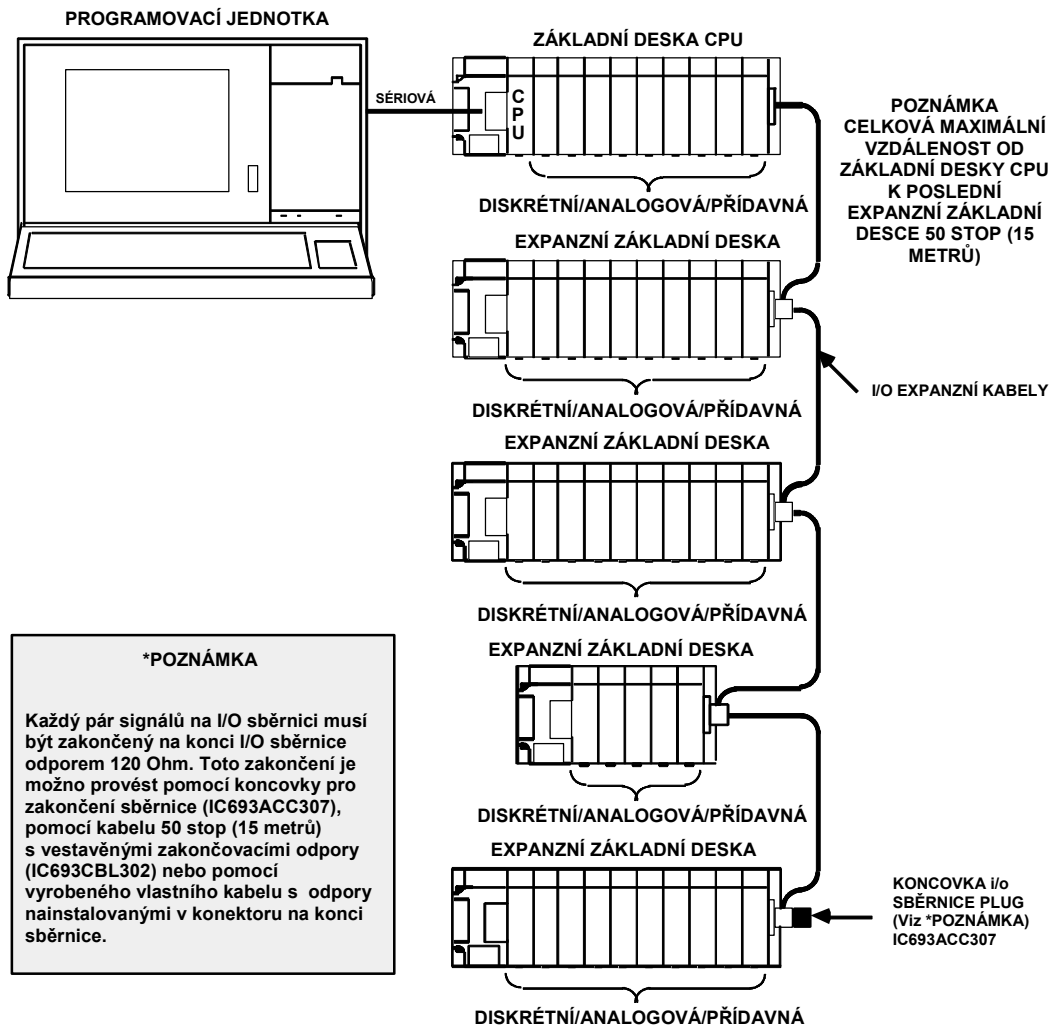 PROGRAMOVACÍ JEDNOTKA
ZÁKLADNÍ DESKA CPU
SÉRIOVÁ
C
P
U
POZNÁMKA
CELKOVÁ MAXIMÁLNÍ
VZDÁLENOST OD
ZÁKLADNÍ DESKY CPU
K POSLEDNÍ
EXPANZNÍ ZÁKLADNÍ
DESCE 50 STOP (15
METRŮ)
DISKRÉTNÍ/ANALOGOVÁ/PŘÍDAVNÁ
EXPANZNÍ ZÁKLADNÍ DESKA
I/O EXPANZNÍ KABELY
DISKRÉTNÍ/ANALOGOVÁ/PŘÍDAVNÁ
EXPANZNÍ ZÁKLADNÍ DESKA
DISKRÉTNÍ/ANALOGOVÁ/PŘÍDAVNÁ
EXPANZNÍ ZÁKLADNÍ DESKA
DISKRÉTNÍ/ANALOGOVÁ/PŘÍDAVNÁ
EXPANZNÍ ZÁKLADNÍ DESKA
KONCOVKA i/o
SBĚRNICE PLUG
(Viz *POZNÁMKA)
IC693ACC307
DISKRÉTNÍ/ANALOGOVÁ/PŘÍDAVNÁ
*POZNÁMKA
Každý pár signálů na I/O sběrnici musí
být zakončený na konci I/O sběrnice
odporem 120 Ohm. Toto zakončení je
možno provést pomocí koncovky pro
zakončení sběrnice (IC693ACC307),
pomocí kabelu 50 stop (15 metrů)
s vestavěnými zakončovacími odpory
(IC693CBL302) nebo pomocí
vyrobeného vlastního kabelu s odpory
nainstalovanými v konektoru na konci
sběrnice.